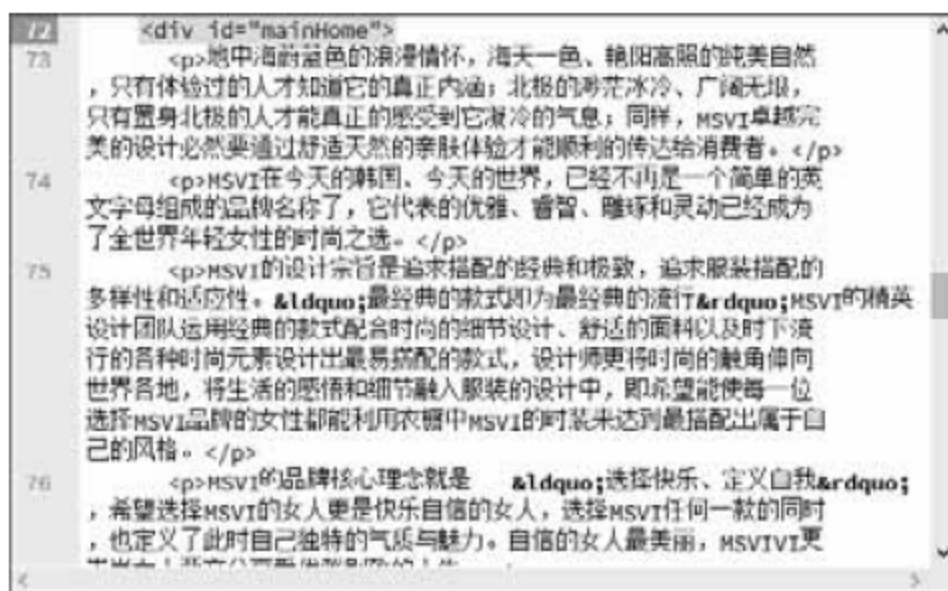 72 <div id="mainHome">
73 <p>地中海蔚蓝色的浪漫情怀，海天一色、艳阳高照的纯美自然
，只有体验过的人才知道它的真正内涵；北极的渺茫冰冷、广阔无垠，
只有置身北极的人才能真正的感受到它凝冷的气息；同样，MSVI卓越完
美的设计必然要通过舒适天然的亲肤体验才能顺利的传达给消费者。</p>
74 <p>MSVI在今天的韩国、今天的世界，已经不再是一个简单的英
文字母组成的品牌名称了，它代表的优雅、睿智、雕琢和灵动已经成为
了全世界年轻女性的时尚之选。</p>
75 <p>MSVI的设计宗旨是追求搭配的经典和极致，追求服装搭配的
多样性和适应性。&ldquo;最经典的款式即为最经典的流行&rdquo;MSVI的精英
设计团队运用经典的款式配合时尚的细节设计、舒适的面料以及时下流
行的各种时尚元素设计出最易搭配的款式，设计师更将时尚的触角伸向
世界各地，将生活的感悟和细节融入服装的设计中，即希望能使每一位
选择MSVI品牌的女性都能利用衣橱中MSVI的时装来达到最搭配出属于自
己的风格。</p>
76 <p>MSVI的品牌核心理念就是 &ldquo;选择快乐、定义自我&rdquo;
，希望选择MSVI的女人更是快乐自信的女人，选择MSVI任何一款的同时
，也定义了此时自己独特的气质与魅力。自信的女人最美丽，MSVIVI更